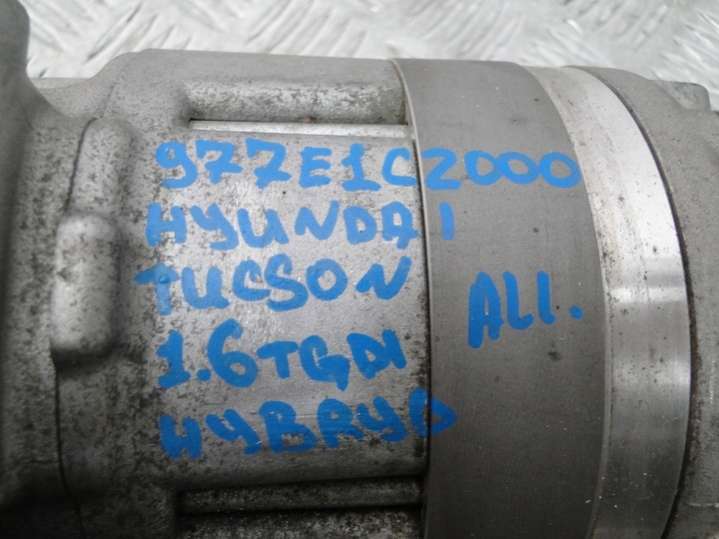 977E1C2000
HYUNDAI
TUCSON
1.6TGDI
HYBRYD
ALL.